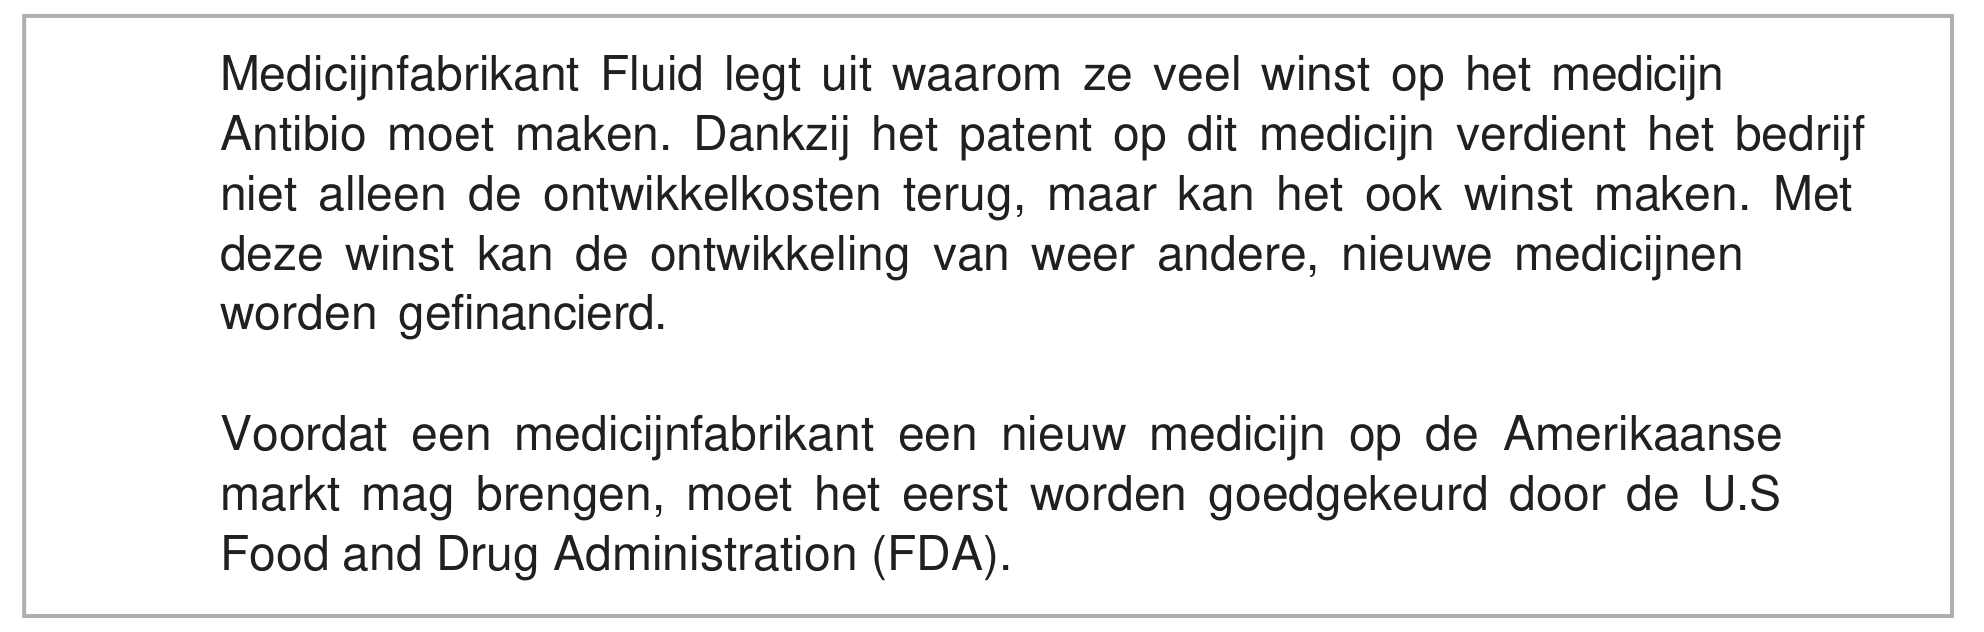 Medicijnfabrikant Fluid legt uit waarom ze veel winst op het medicijn
Antibio moet maken. Dankzij het patent op dit medicijn verdient het bedrijf
niet alleen de ontwikkelkosten terug, maar kan het ook winst maken. Met
deze winst kan de ontwikkeling van weer andere, nieuwe medicijnen
worden gefinancierd.
Voordat een medicijnfabrikant een nieuw medicijn op de Amerikaanse
markt mag brengen, moet het eerst worden goedgekeurd door de U.S
Food and Drug Administration (FDA).